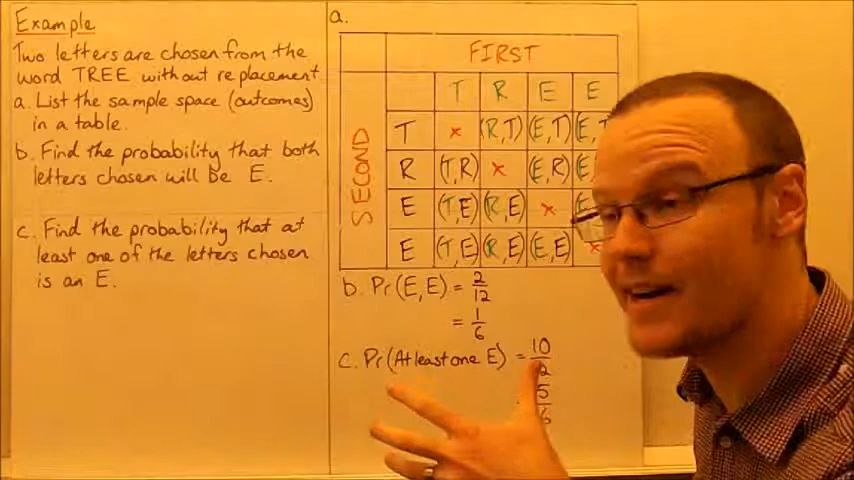 Example
Two letters are chosen from the
word TREE without replacement
a. List the sample space (outcomes)
in a table.
b. Find the probability that both
letters chosen will be E.
c. Find the probability that at
least one of the letters chosen
is an E.
a.
FIRST
SECOND
T R E E
T × (R,T) (E,T) (E,T
R (T,R) × (E,R) (E,
E (T,E) (R,E) ×
E (T,E) (R,E) (E,E) ×
b. Pr(E,E) = 2/12
= 1/6
c. Pr(At least one E) = 10/
5/6